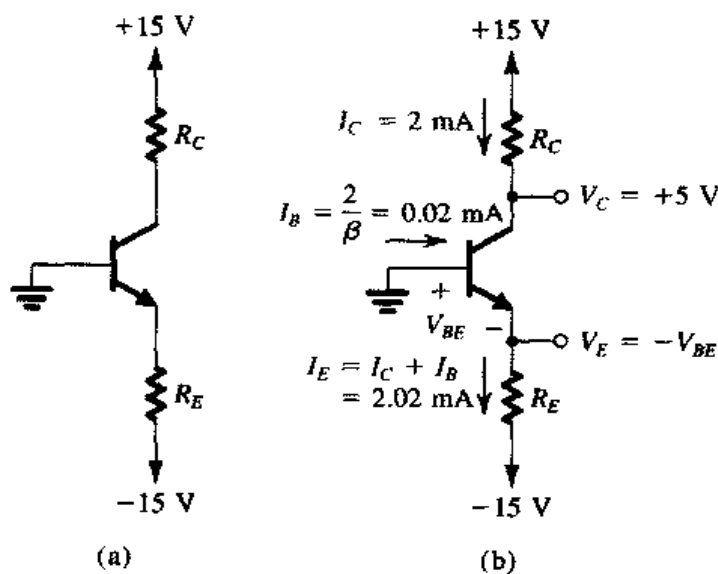 +15 V
R_C
R_E
−15 V
(a)
+15 V
I_C = 2 mA
R_C
V_C = +5 V
I_B = 2/β = 0.02 mA
+
V_BE −
V_E = −V_BE
I_E = I_C + I_B
= 2.02 mA
R_E
−15 V
(b)